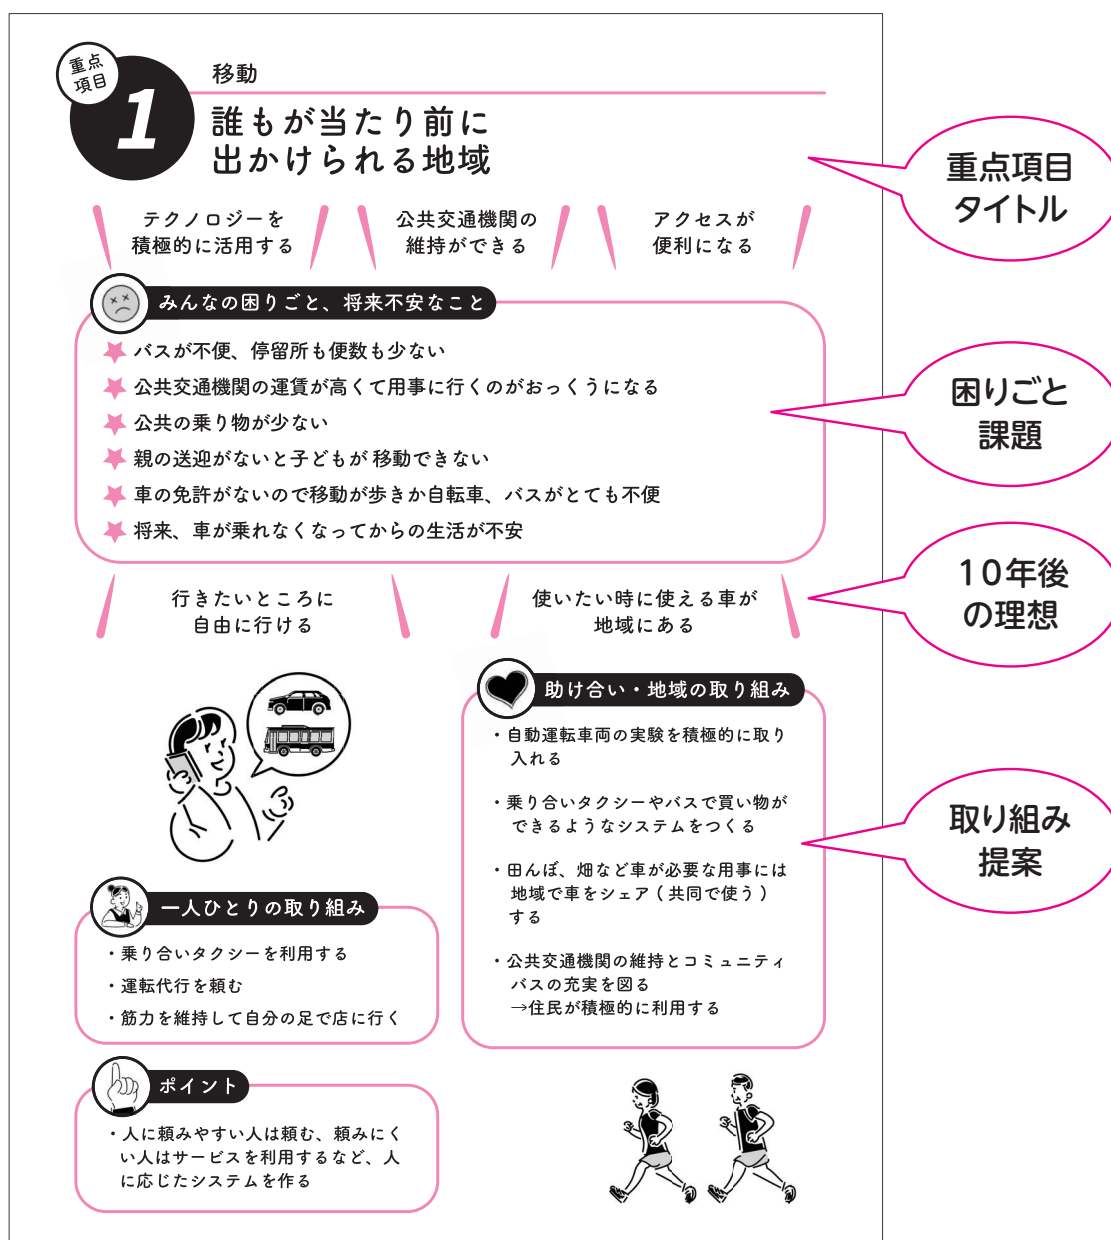 重点
項目
1
移動
誰もが当たり前に
出かけられる地域
テクノロジーを
積極的に活用する
公共交通機関の
維持ができる
アクセスが
便利になる
みんなの困りごと、将来不安なこと
バスが不便、停留所も便数も少ない
公共交通機関の運賃が高くて用事に行くのがおっくうになる
公共の乗り物が少ない
親の送迎がないと子どもが移動できない
車の免許がないので移動が歩きか自転車、バスがとても不便
将来、車が乗れなくなってからの生活が不安
行きたいところに
自由に行ける
使いたい時に使える車が
地域にある
助け合い・地域の取り組み
・自動運転車両の実験を積極的に取り
入れる
・乗り合いタクシーやバスで買い物が
できるようなシステムをつくる
・田んぼ、畑など車が必要な用事には
地域で車をシェア(共同で使う)
する
・公共交通機関の維持とコミュニティ
バスの充実を図る
→住民が積極的に利用する
一人ひとりの取り組み
・乗り合いタクシーを利用する
・運転代行を頼む
・筋力を維持して自分の足で店に行く
ポイント
・人に頼みやすい人は頼む、頼みにく
い人はサービスを利用するなど、人
に応じたシステムを作る
重点項目
タイトル
困りごと
課題
10年後
の理想
取り組み
提案